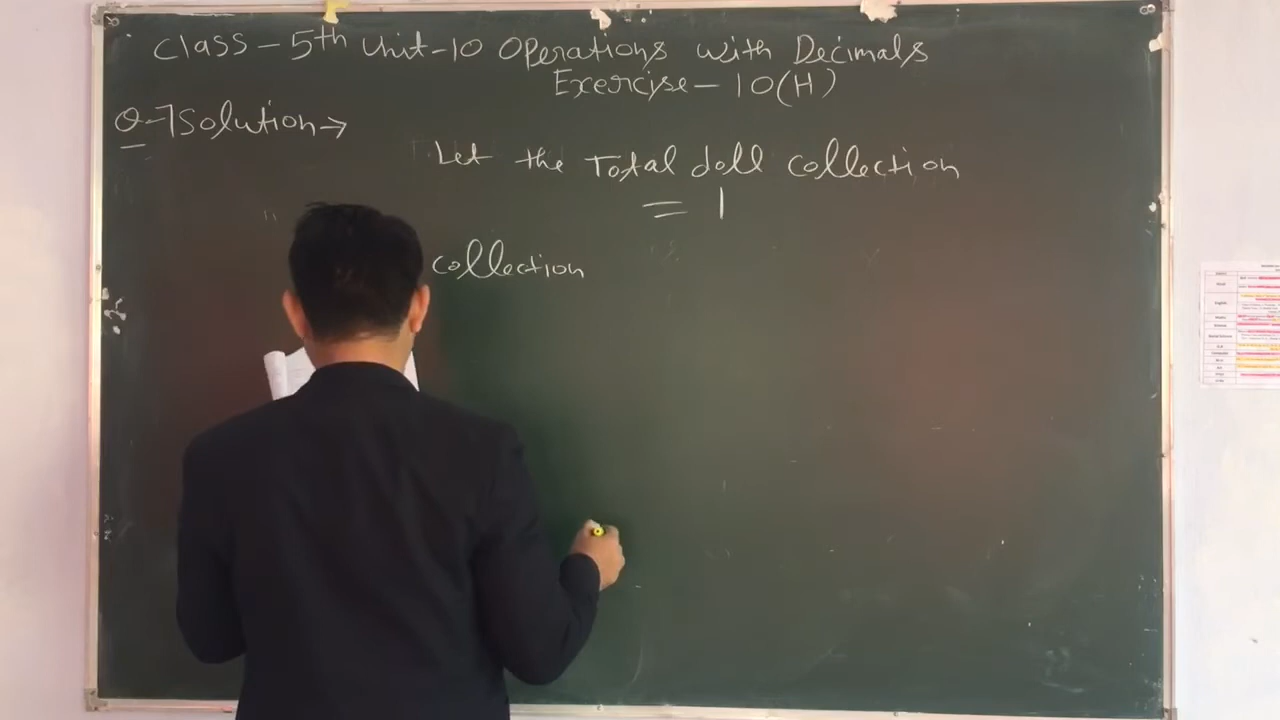 Class - 5th Unit-10 Operations with Decimals
Exercise - 10(H)
Q-7 Solution →
Let the Total doll collection
= 1
collection